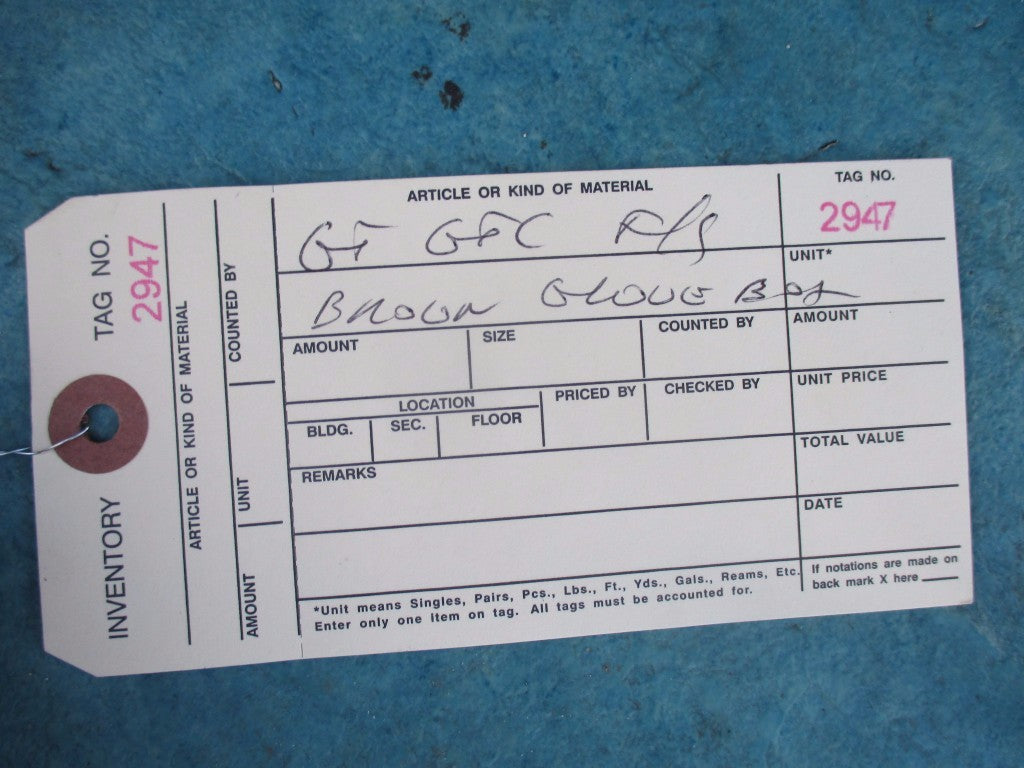 INVENTORY TAG NO.
2947
ARTICLE OR KIND OF MATERIAL
AMOUNT UNIT COUNTED BY
ARTICLE OR KIND OF MATERIAL
TAG NO.
2947
BROWN GLOVE BOX
UNIT*
AMOUNT
SIZE
COUNTED BY
AMOUNT
LOCATION
PRICED BY
CHECKED BY
UNIT PRICE
BLDG.
SEC.
FLOOR
TOTAL VALUE
REMARKS
DATE
*Unit means Singles, Pairs, Pcs., Lbs., Ft., Yds., Gals., Reams, Etc.
Enter only one item on tag. All tags must be accounted for.
If notations are made on
back mark X here